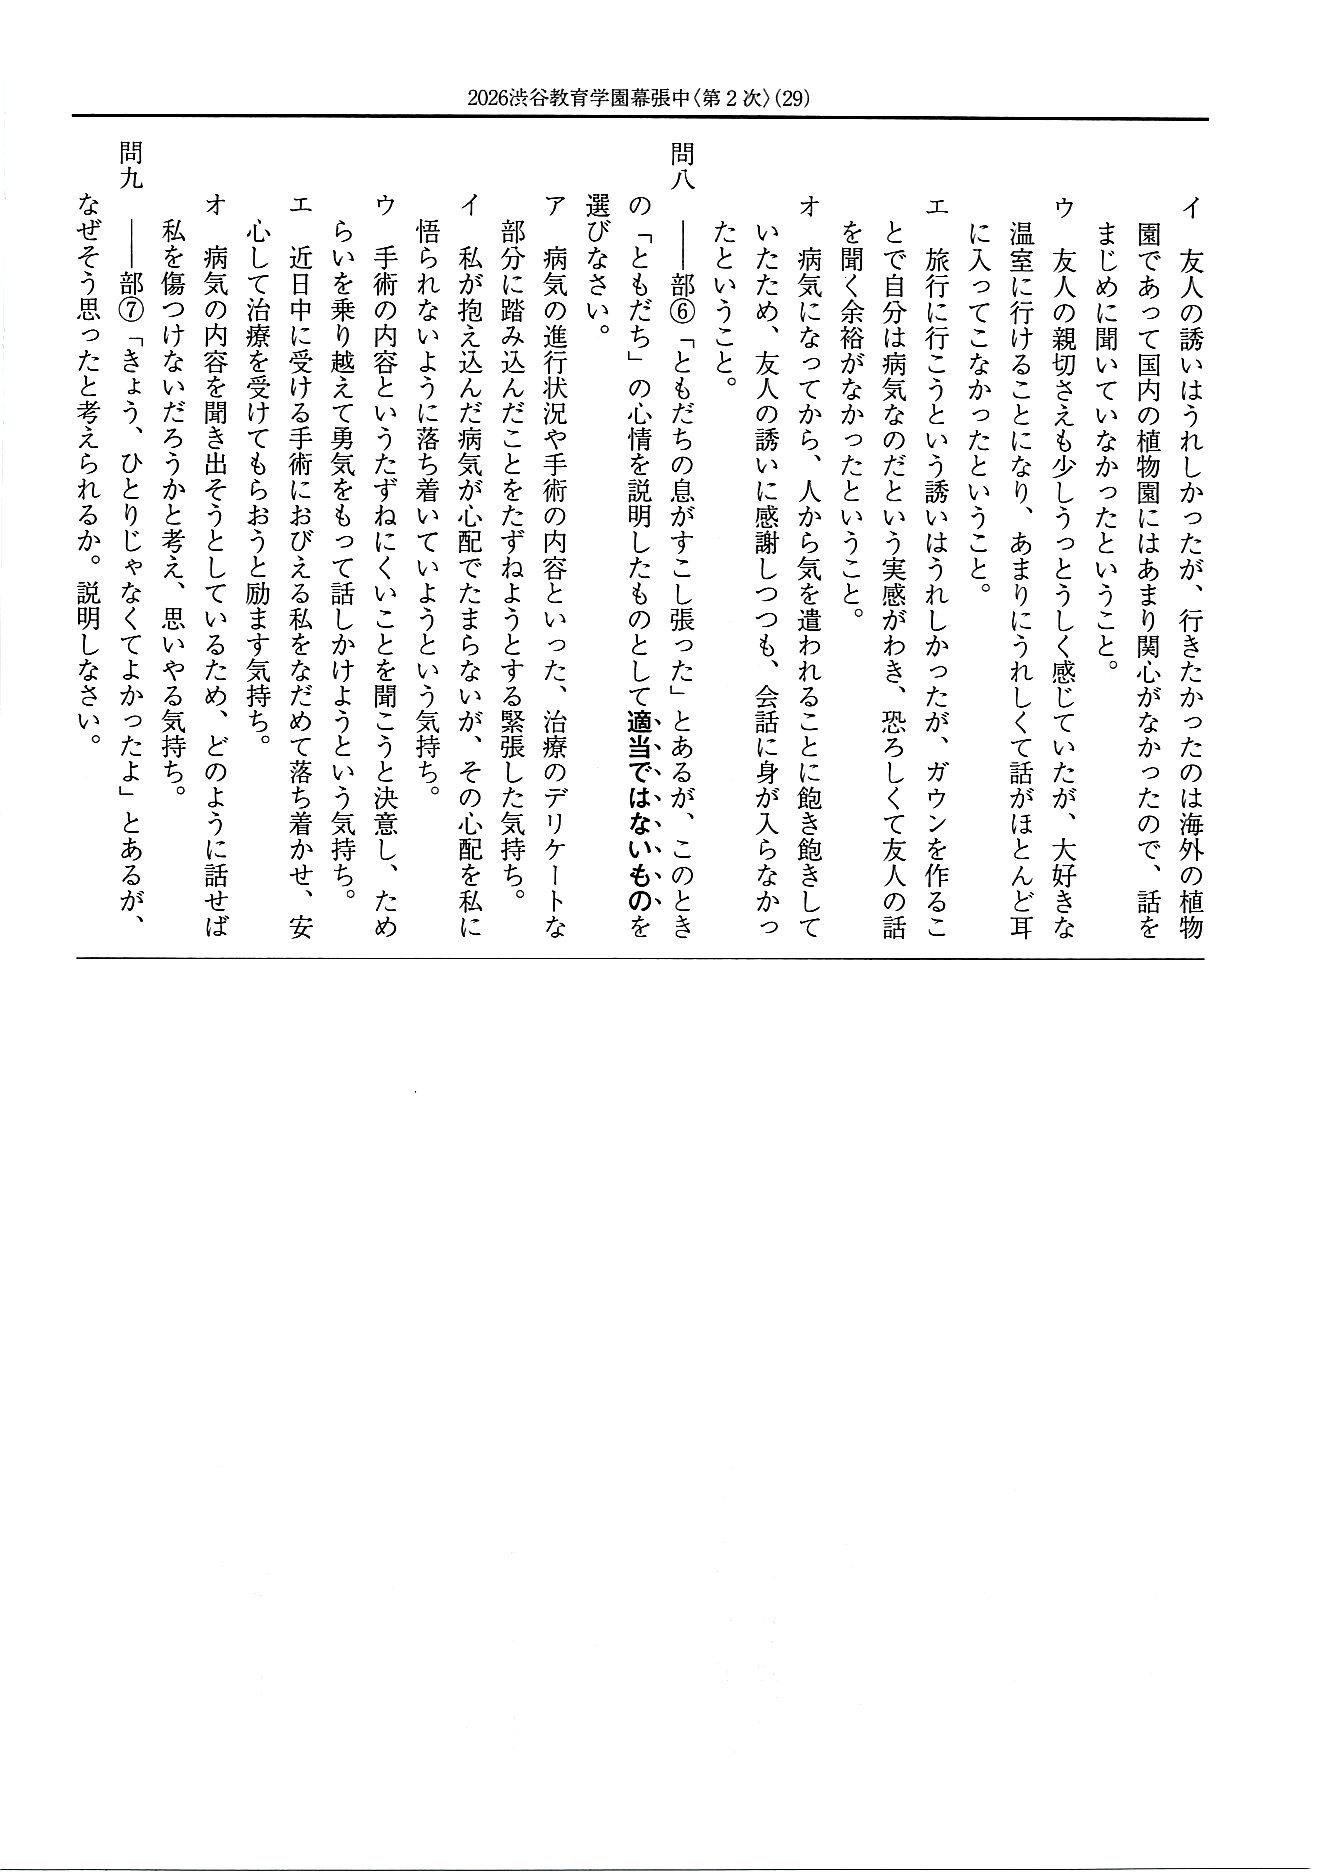 2026渋谷教育学園幕張中〈第2次〉(29)
イ　友人の誘いはうれしかったが、行きたかったのは海外の植物
園であって国内の植物園にはあまり関心がなかったので、話を
まじめに聞いていなかったということ。
ウ　友人の親切さえも少しうっとうしく感じていたが、大好きな
温室に行けることになり、あまりにうれしくて話がほとんど耳
に入ってこなかったということ。
エ　旅行に行こうという誘いはうれしかったが、ガウンを作るこ
とで自分は病気なのだという実感がわき、恐ろしくて友人の話
を聞く余裕がなかったということ。
オ　病気になってから、人から気を遣われることに飽き飽きして
いたため、友人の誘いに感謝しつつも、会話に身が入らなかっ
たということ。
問八　――部⑥「ともだちの息がすこし張った」とあるが、このとき
の「ともだち」の心情を説明したものとして適当ではないものを
選びなさい。
ア　病気の進行状況や手術の内容といった、治療のデリケートな
部分に踏み込んだことをたずねようとする緊張した気持ち。
イ　私が抱え込んだ病気が心配でたまらないが、その心配を私に
悟られないように落ち着いていようという気持ち。
ウ　手術の内容というたずねにくいことを聞こうと決意し、ため
らいを乗り越えて勇気をもって話しかけようという気持ち。
エ　近日中に受ける手術におびえる私をなだめて落ち着かせ、安
心して治療を受けてもらおうと励ます気持ち。
オ　病気の内容を聞き出そうとしているため、どのように話せば
私を傷つけないだろうかと考え、思いやる気持ち。
問九　――部⑦「きょう、ひとりじゃなくてよかったよ」とあるが、
なぜそう思ったと考えられるか。説明しなさい。